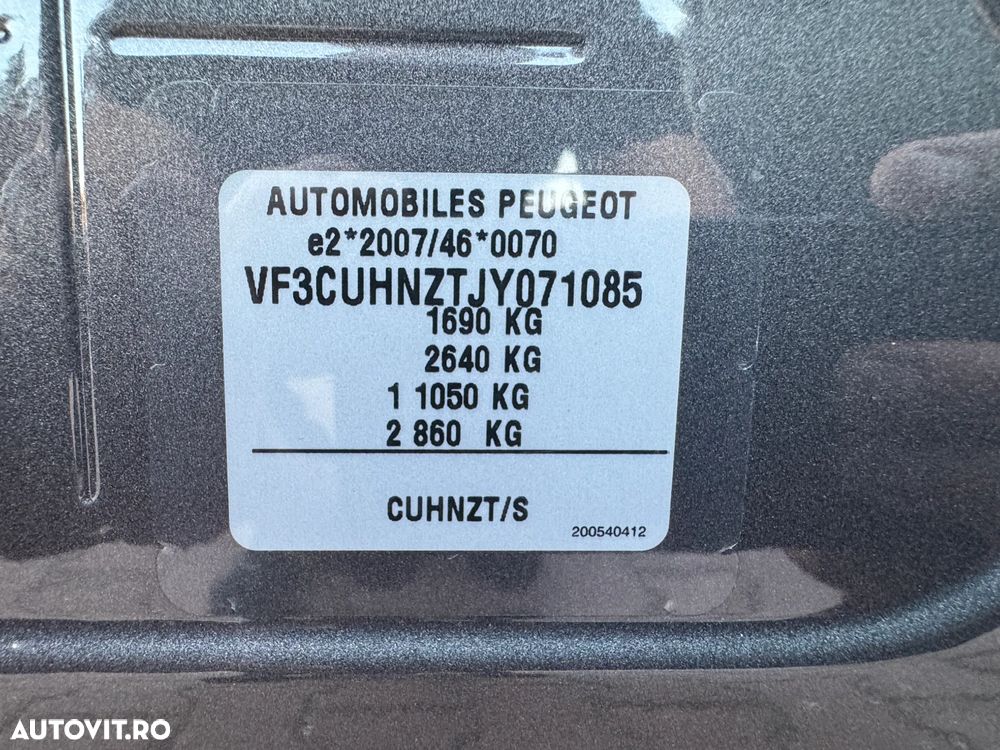 AUTOMOBILES PEUGEOT
e2*2007/46*0070
VF3CUHNZTJY071085
1690 KG
2640 KG
1 1050 KG
2 860 KG
CUHNZT/S
200540412
AUTOVIT.RO